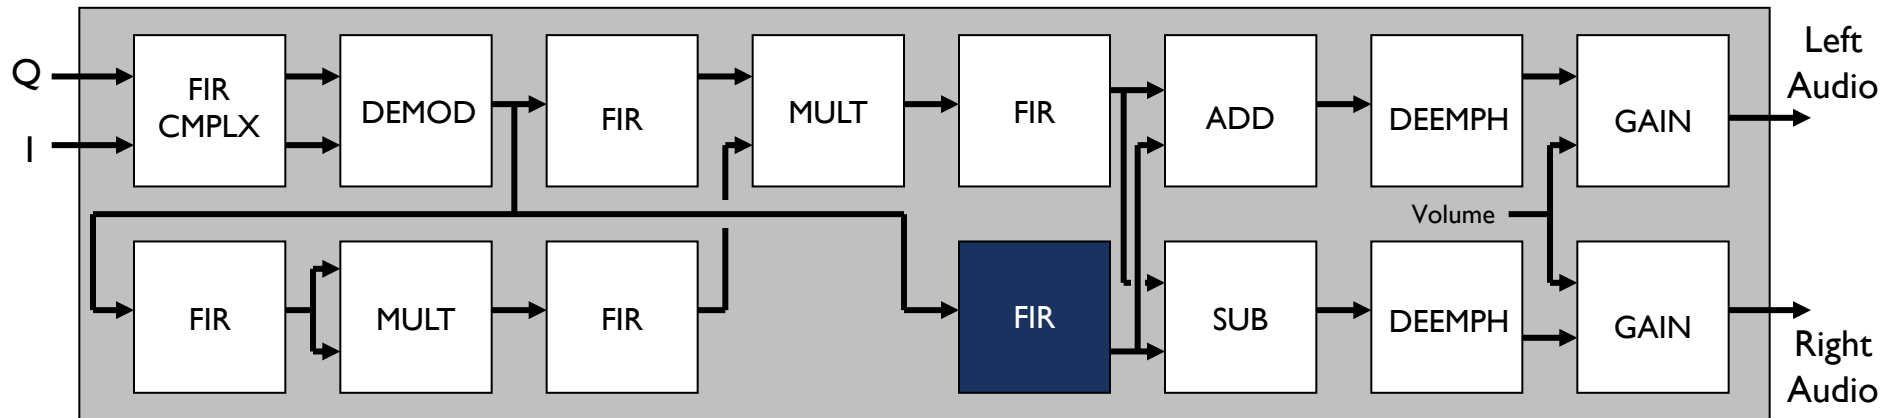 Q
I
FIR
CMPLX
DEMOD
FIR
MULT
FIR
ADD
DEEMPH
GAIN
Left
Audio
Volume
FIR
MULT
FIR
FIR
SUB
DEEMPH
GAIN
Right
Audio